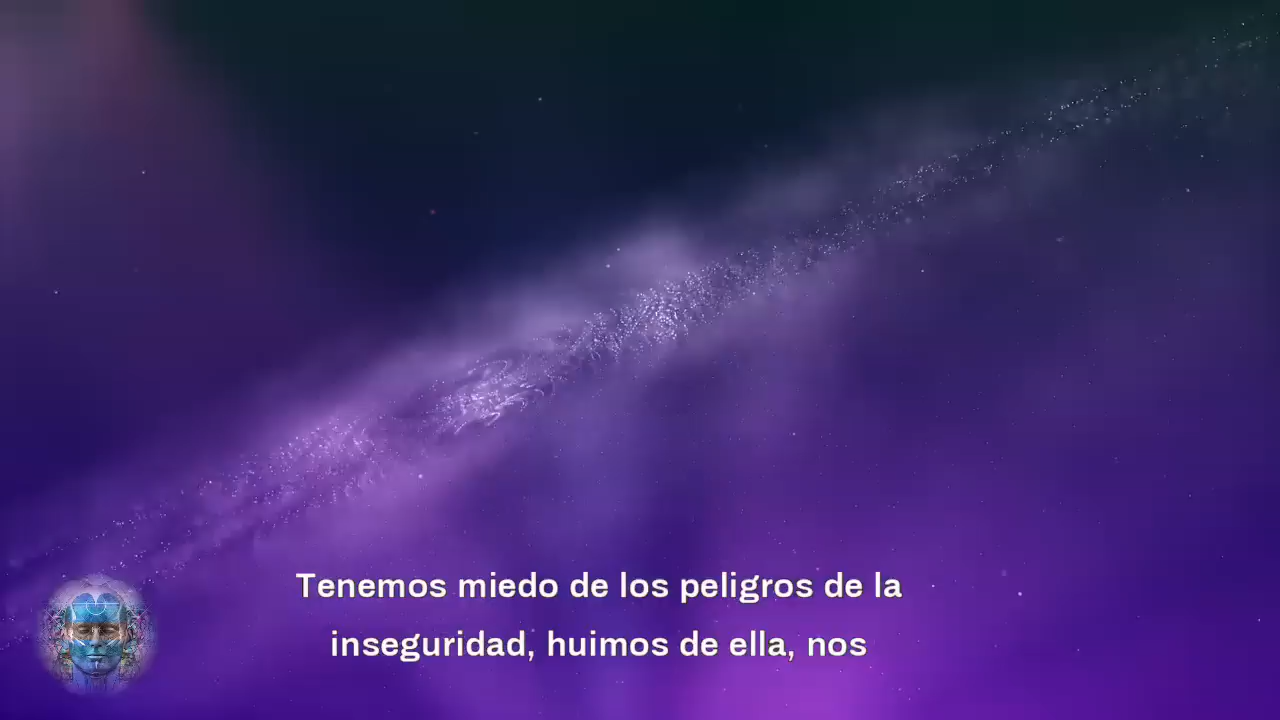 Tenemos miedo de los peligros de la
inseguridad, huimos de ella, nos